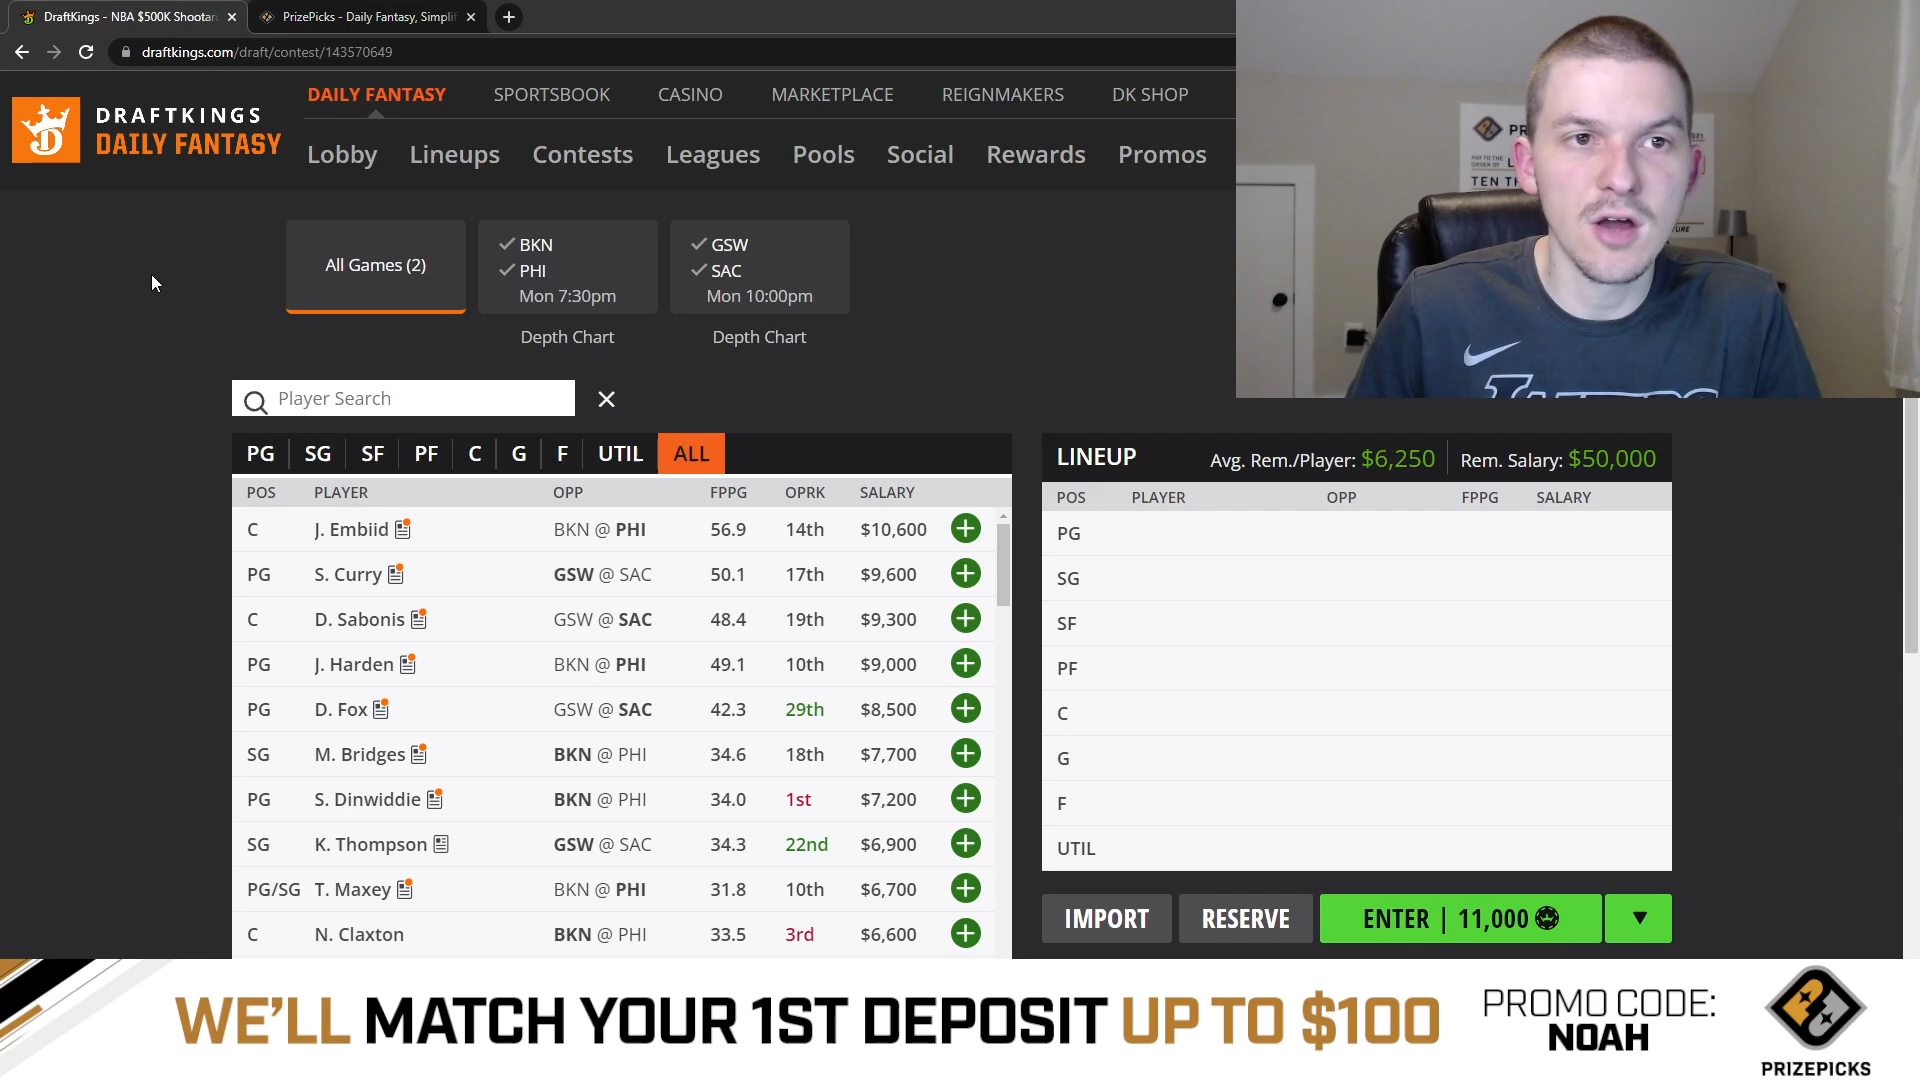 DraftKings - NBA $500K Shootar
PrizePicks - Daily Fantasy, Simplif
draftkings.com/draft/contest/143570649
DRAFTKINGS
DAILY FANTASY
DAILY FANTASY SPORTSBOOK CASINO MARKETPLACE REIGNMAKERS DK SHOP
Lobby Lineups Contests Leagues Pools Social Rewards Promos
All Games (2)
BKN
PHI
Mon 7:30pm
Depth Chart
GSW
SAC
Mon 10:00pm
Depth Chart
Player Search
PG SG SF PF C G F UTIL ALL
POS PLAYER OPP FPPG OPRK SALARY
C J. Embiid BKN @ PHI 56.9 14th $10,600
PG S. Curry GSW @ SAC 50.1 17th $9,600
C D. Sabonis GSW @ SAC 48.4 19th $9,300
PG J. Harden BKN @ PHI 49.1 10th $9,000
PG D. Fox GSW @ SAC 42.3 29th $8,500
SG M. Bridges BKN @ PHI 34.6 18th $7,700
PG S. Dinwiddie BKN @ PHI 34.0 1st $7,200
SG K. Thompson GSW @ SAC 34.3 22nd $6,900
PG/SG T. Maxey BKN @ PHI 31.8 10th $6,700
C N. Claxton BKN @ PHI 33.5 3rd $6,600
LINEUP Avg. Rem./Player: $6,250 Rem. Salary: $50,000
POS PLAYER OPP FPPG SALARY
PG
SG
SF
PF
C
G
F
UTIL
IMPORT RESERVE ENTER | 11,000
PR
2021
PAY TO THE
ORDER OF
TEN TH
WE'LL MATCH YOUR 1ST DEPOSIT UP TO $100
PROMO CODE:
NOAH
PRIZEPICKS